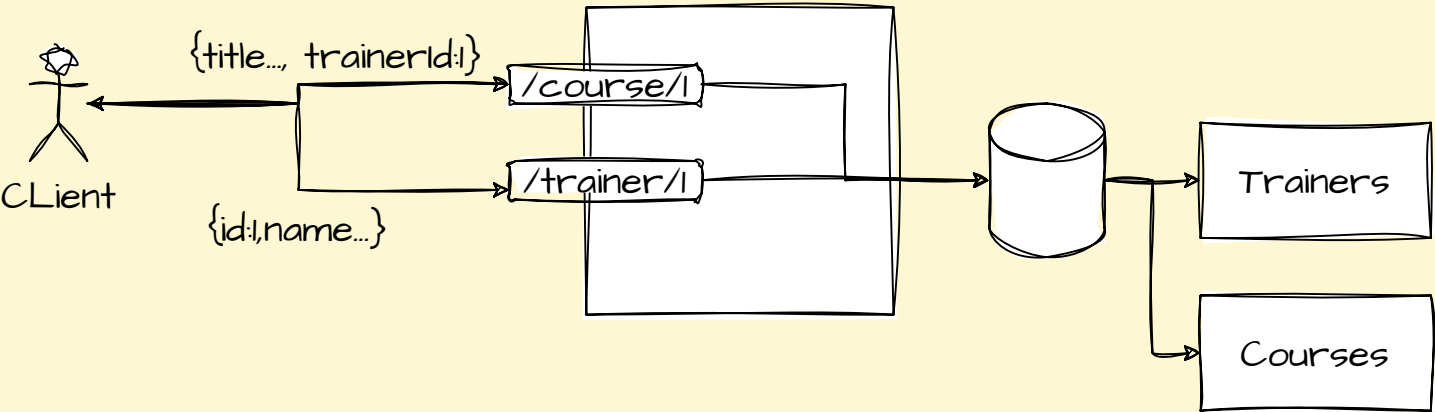 {title..., trainerId:1}
/course/1
/trainer/1
CLient
{id:1,name...}
Trainers
Courses